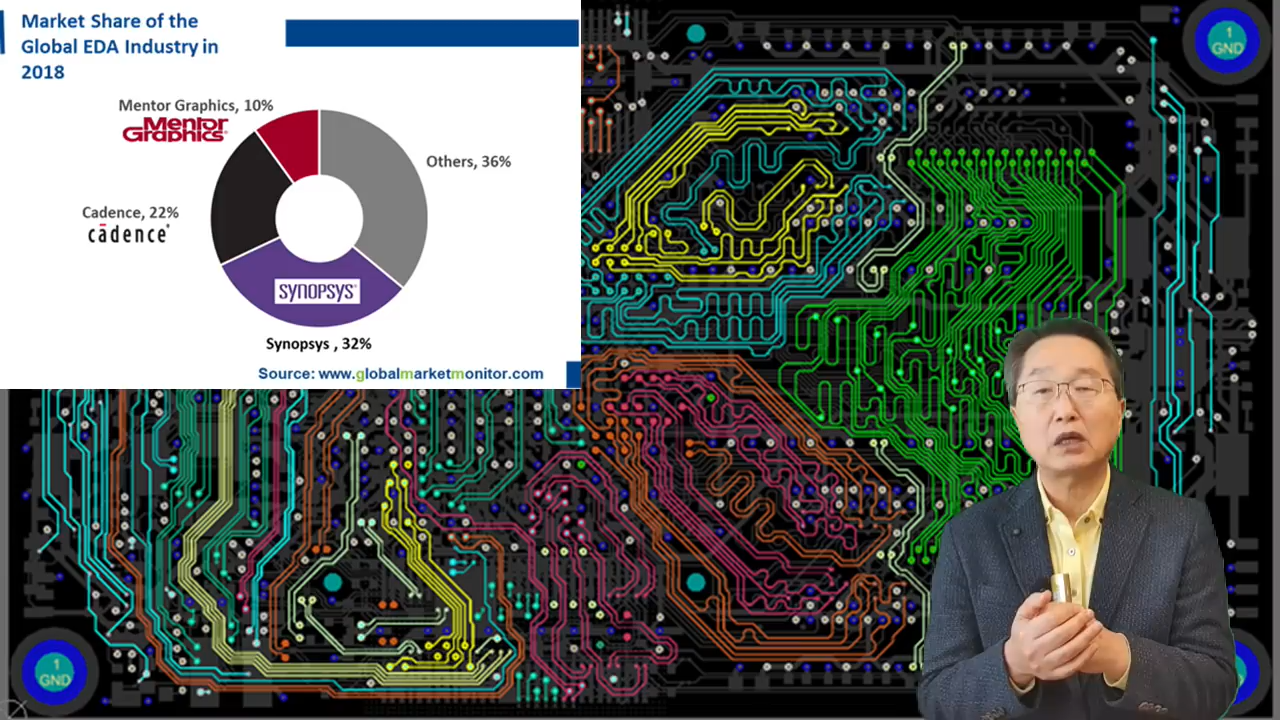 Market Share of the
Global EDA Industry in
2018
Mentor Graphics, 10%
Mentor
Graphics
Others, 36%
Cadence, 22%
cādence
SYNOPSYS
Synopsys , 32%
Source: www.globalmarketmonitor.com
1
GND
1
GND